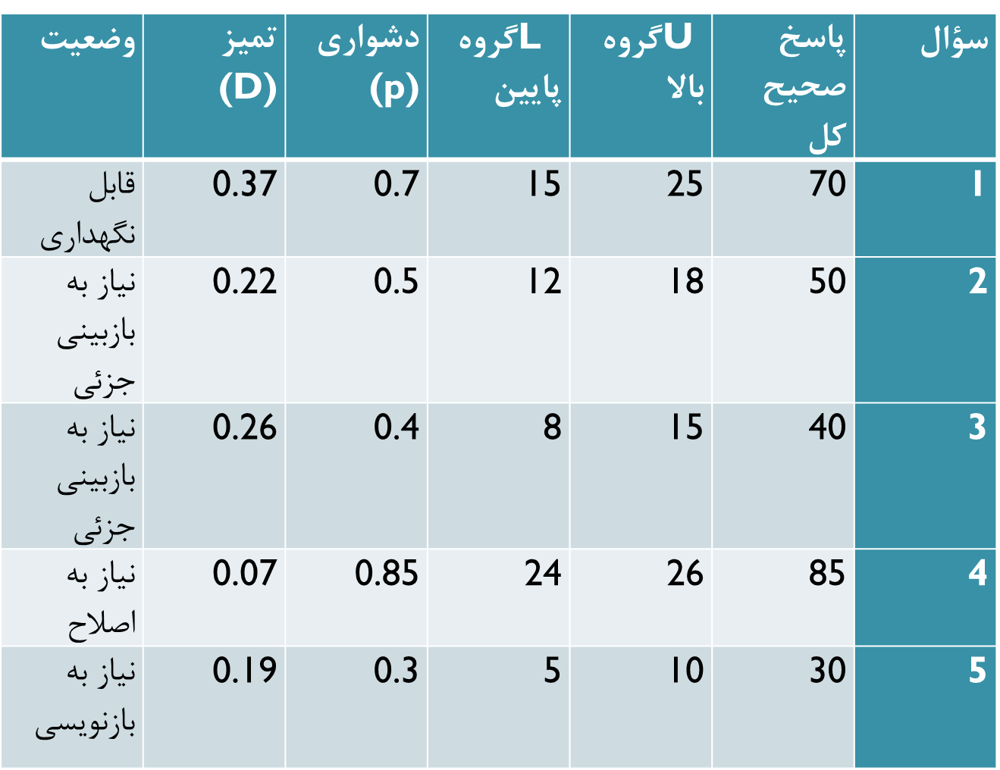 سؤال
پاسخ
صحیح
کل
Uگروه
بالا
Lگروه
پایین
دشواری
(p)
تمیز
(D)
وضعیت
1
70
25
15
0.7
0.37
قابل
نگهداری
2
50
18
12
0.5
0.22
نیاز به
بازبینی
جزئی
3
40
15
8
0.4
0.26
نیاز به
بازبینی
جزئی
4
85
26
24
0.85
0.07
نیاز به
اصلاح
5
30
10
5
0.3
0.19
نیاز به
بازنویسی